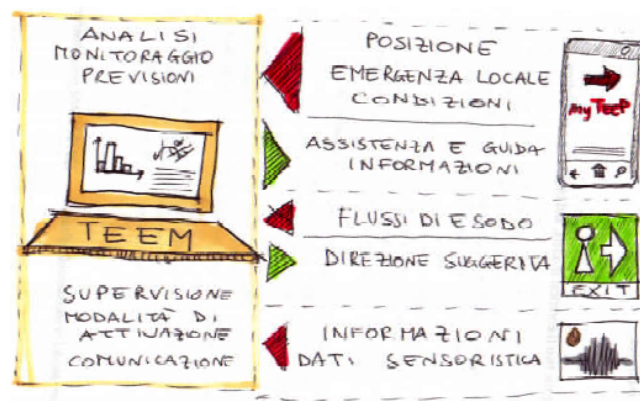 ANALISI
MONITORAGGIO
PREVISIONI
TEEM
SUPERVISIONE
MODALITÀ DI
ATTIVAZIONE
COMUNICAZIONE
POSIZIONE
EMERGENZA LOCALE
CONDIZIONI
ASSISTENZA E GUIDA
INFORMAZIONI
FLUSSI DI ESODO
DIREZIONE SUGGERITA
INFORMAZIONI
DATI SENSORISTICA
myTeeP
EXIT